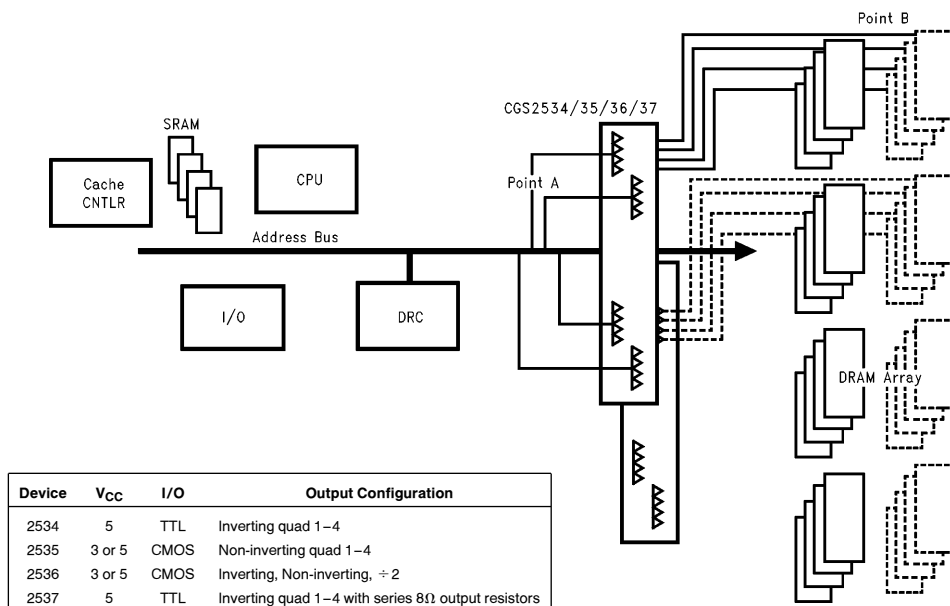 Point B
CGS2534/35/36/37
SRAM
Cache
CNTLR
CPU
Point A
Address Bus
I/O
DRC
DRAM Array
Device VCC I/O Output Configuration
2534 5 TTL Inverting quad 1–4
2535 3 or 5 CMOS Non-inverting quad 1–4
2536 3 or 5 CMOS Inverting, Non-inverting, ÷2
2537 5 TTL Inverting quad 1–4 with series 8Ω output resistors